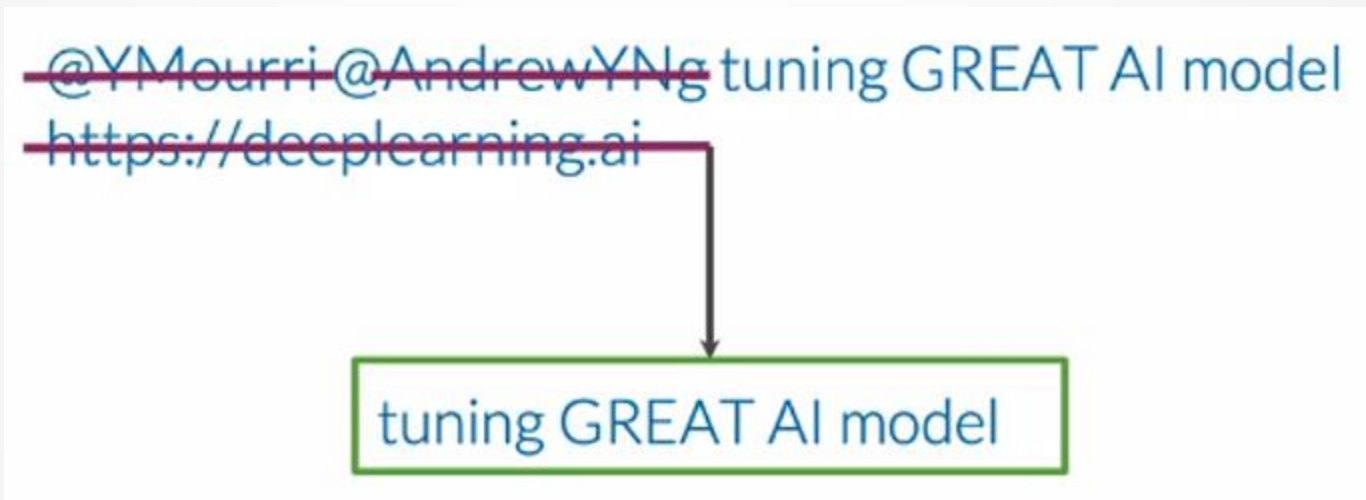 @YMourri @AndrewYNg tuning GREAT AI model
https://deeplearning.ai
tuning GREAT AI model